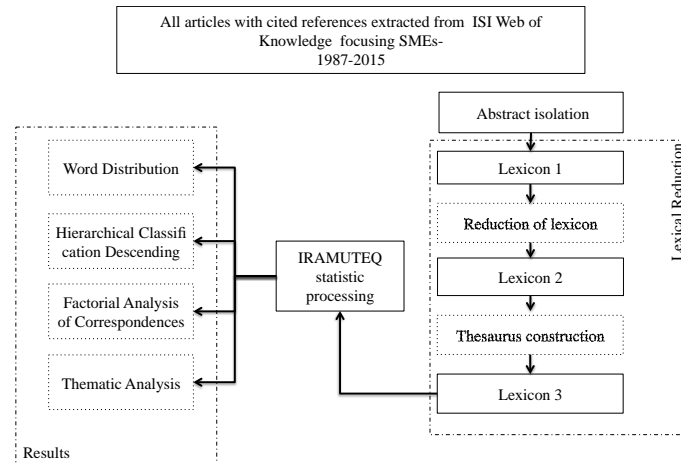 All articles with cited references extracted from ISI Web of
Knowledge focusing SMEs-
1987-2015
Abstract isolation
Lexicon 1
Reduction of lexicon
Lexicon 2
Thesaurus construction
Lexicon 3
Lexical Reduction
IRAMUTEQ
statistic
processing
Word Distribution
Hierarchical Classifi
cation Descending
Factorial Analysis
of Correspondences
Thematic Analysis
Results